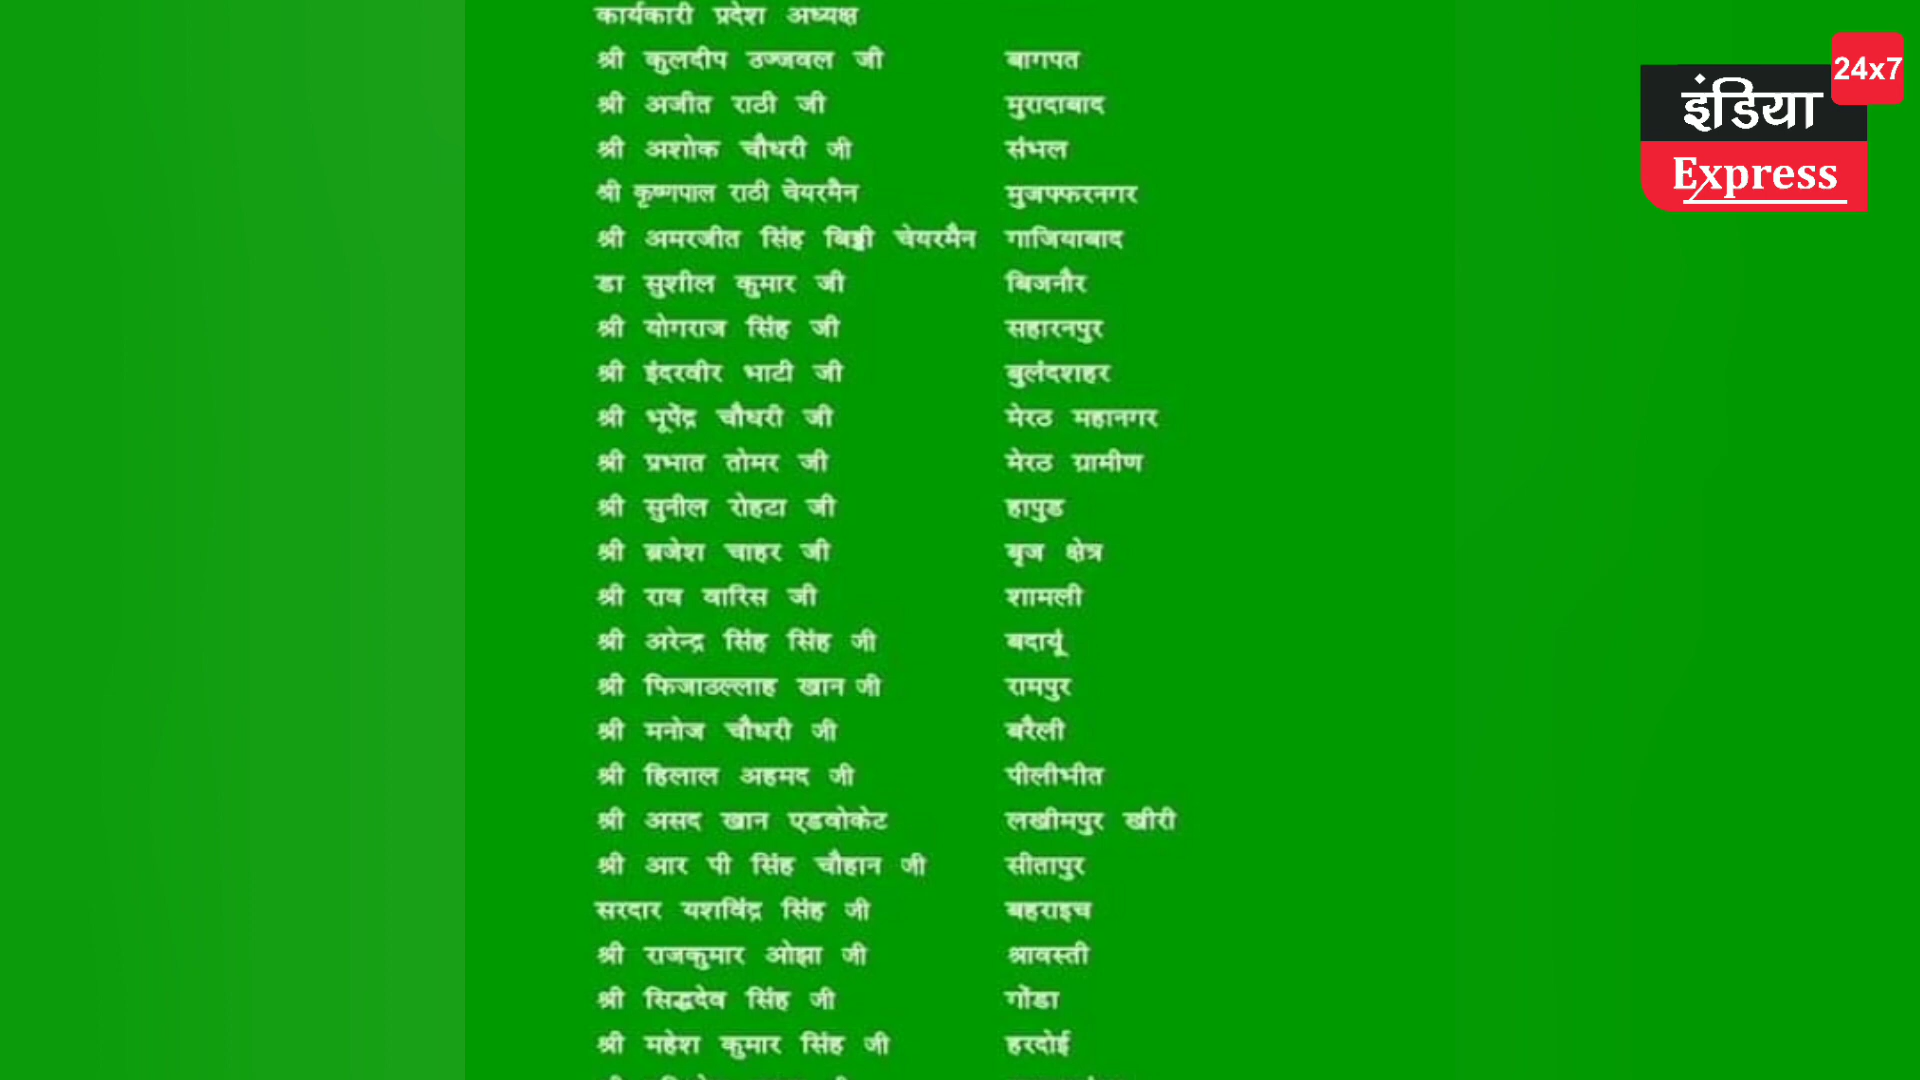 कार्यकारी प्रदेश अध्यक्ष
श्री कुलदीप उज्जवल जी बागपत
श्री अजीत राठी जी मुरादाबाद
श्री अशोक चौधरी जी संभल
श्री कृष्णपाल राठी चेयरमैन मुजफ्फरनगर
श्री अमरजीत सिंह बिड्डी चेयरमैन गाजियाबाद
डा सुशील कुमार जी बिजनौर
श्री योगराज सिंह जी सहारनपुर
श्री इंदरवीर भाटी जी बुलंदशहर
श्री भूपेंद्र चौधरी जी मेरठ महानगर
श्री प्रभात तोमर जी मेरठ ग्रामीण
श्री सुनील रोहटा जी हापुड
श्री ब्रजेश चाहर जी बृज क्षेत्र
श्री राव वारिस जी शामली
श्री अरेन्द्र सिंह सिंह जी बदायूं
श्री फिजाउल्लाह खान जी रामपुर
श्री मनोज चौधरी जी बरैली
श्री हिलाल अहमद जी पीलीभीत
श्री असद खान एडवोकेट लखीमपुर खीरी
श्री आर पी सिंह चौहान जी सीतापुर
सरदार यशविंद्र सिंह जी बहराइच
श्री राजकुमार ओझा जी श्रावस्ती
श्री सिद्धदेव सिंह जी गोंडा
श्री महेश कुमार सिंह जी हरदोई
24x7
इंडिया
Express